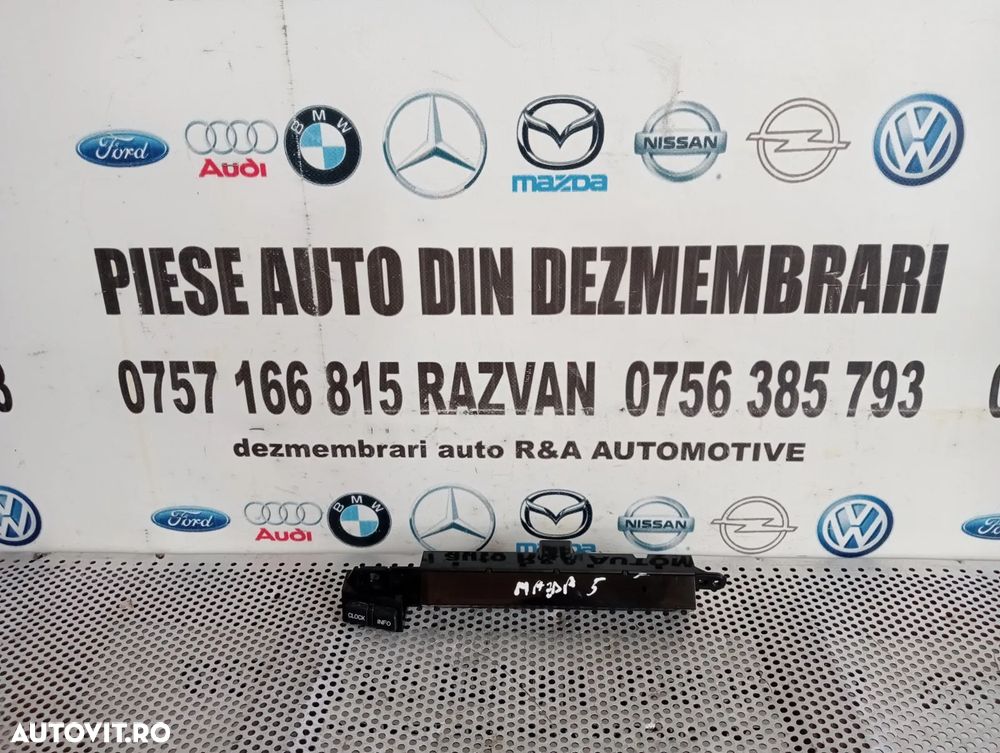 Ford
Audi
BMW
mazda
NISSAN
PIESE AUTO DIN DEZMEMBRARI
0757 166 815 RAZVAN 0756 385 793
dezmembrari auto R&A AUTOMOTIVE
Ford
Audi
BMW
mazda
NISSAN
MAZDA 5
CLOCK INFO
AUTOVIT.RO